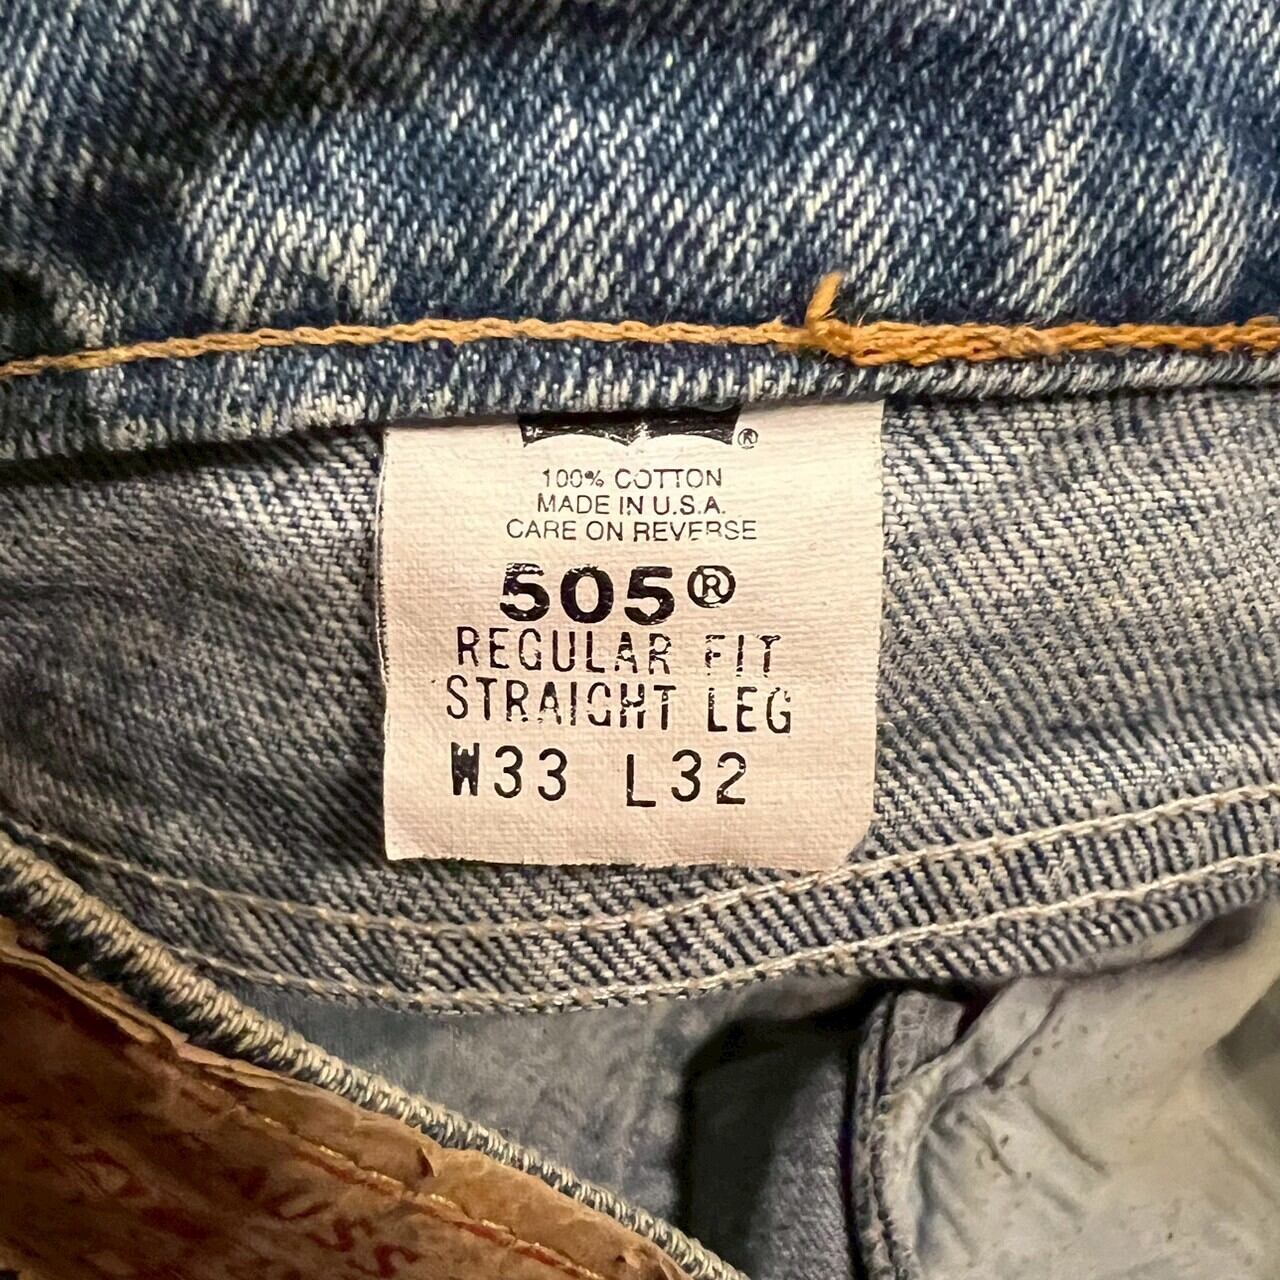 ®
100% COTTON
MADE IN U.S.A.
CARE ON REVERSE
505®
REGULAR FIT
STRAIGHT LEG
W33 L32